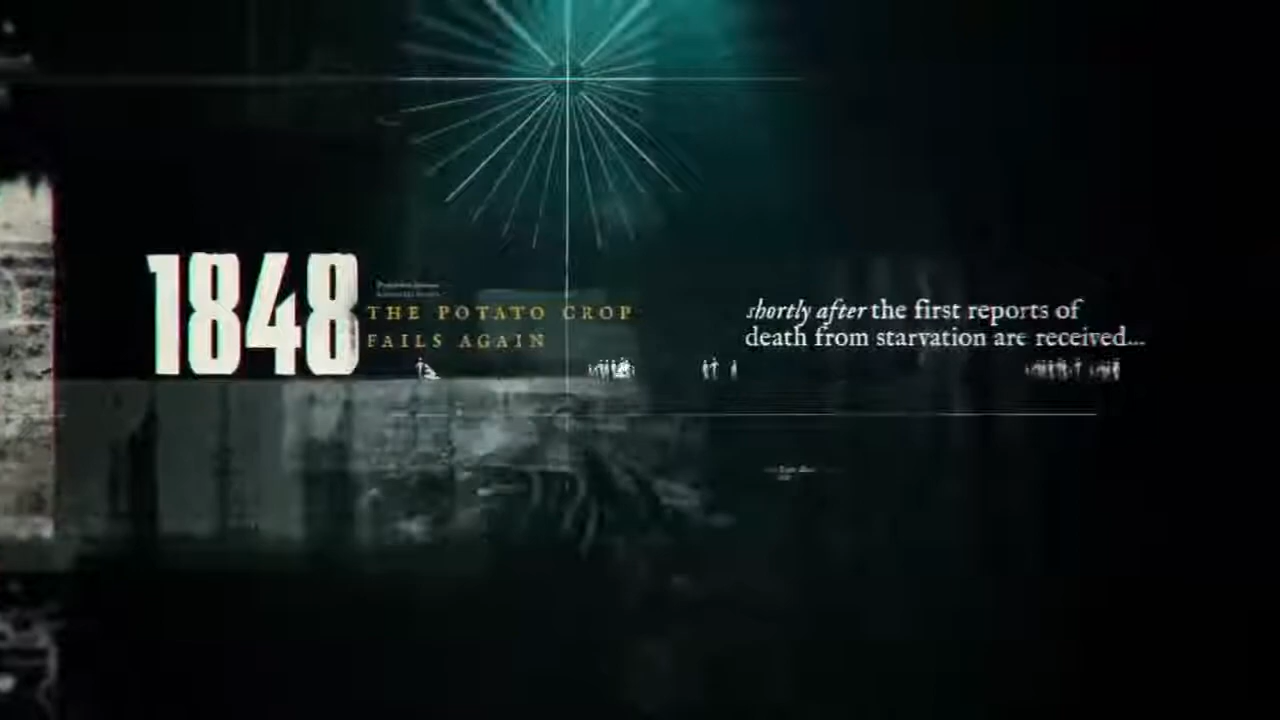 1848
THE POTATO CROP
FAILS AGAIN
shortly after the first reports of
death from starvation are received...